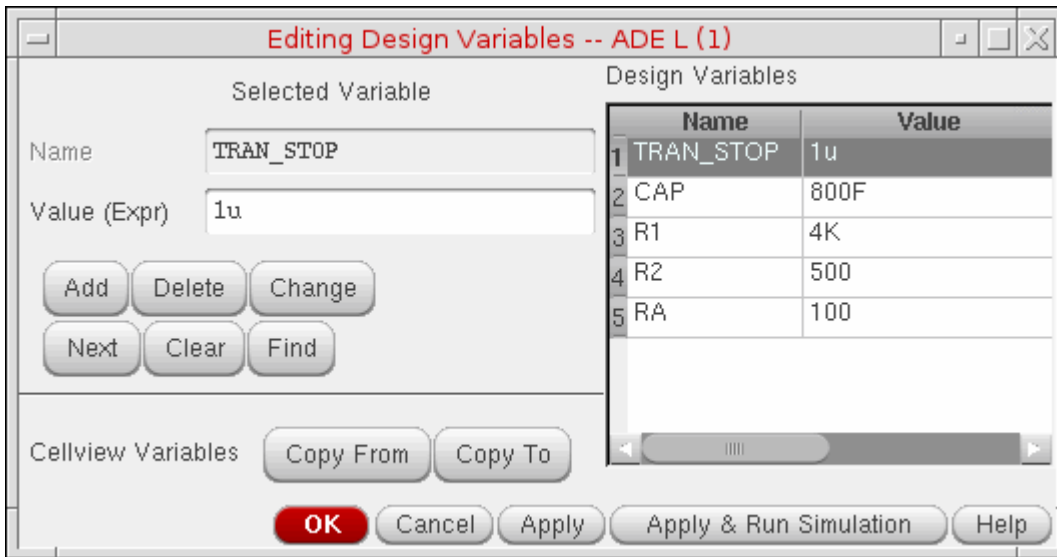 Editing Design Variables -- ADE L (1)
Selected Variable
Name TRAN_STOP
Value (Expr) 1u
Add Delete Change
Next Clear Find
Cellview Variables Copy From Copy To
Design Variables
Name Value
1 TRAN_STOP 1u
2 CAP 800F
3 R1 4K
4 R2 500
5 RA 100
OK Cancel Apply Apply & Run Simulation Help